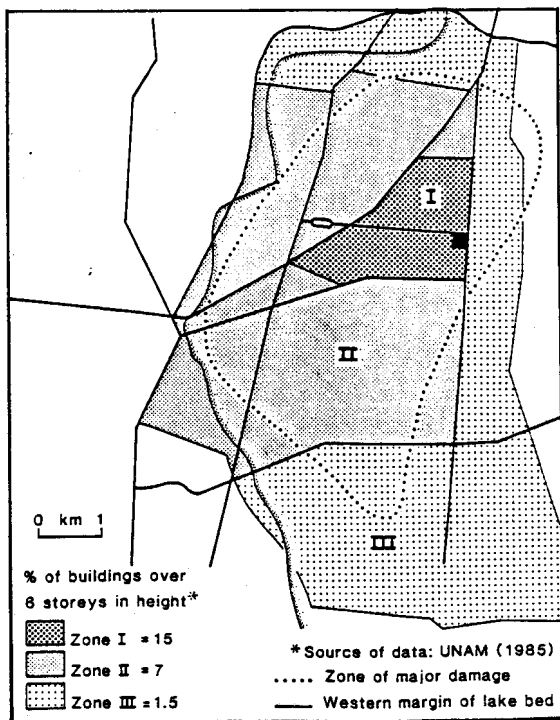 I
II
III
0 km 1
% of buildings over
6 storeys in height*
Zone I = 15
Zone II = 7
Zone III = 1.5
*Source of data: UNAM (1985)
Zone of major damage
Western margin of lake bed